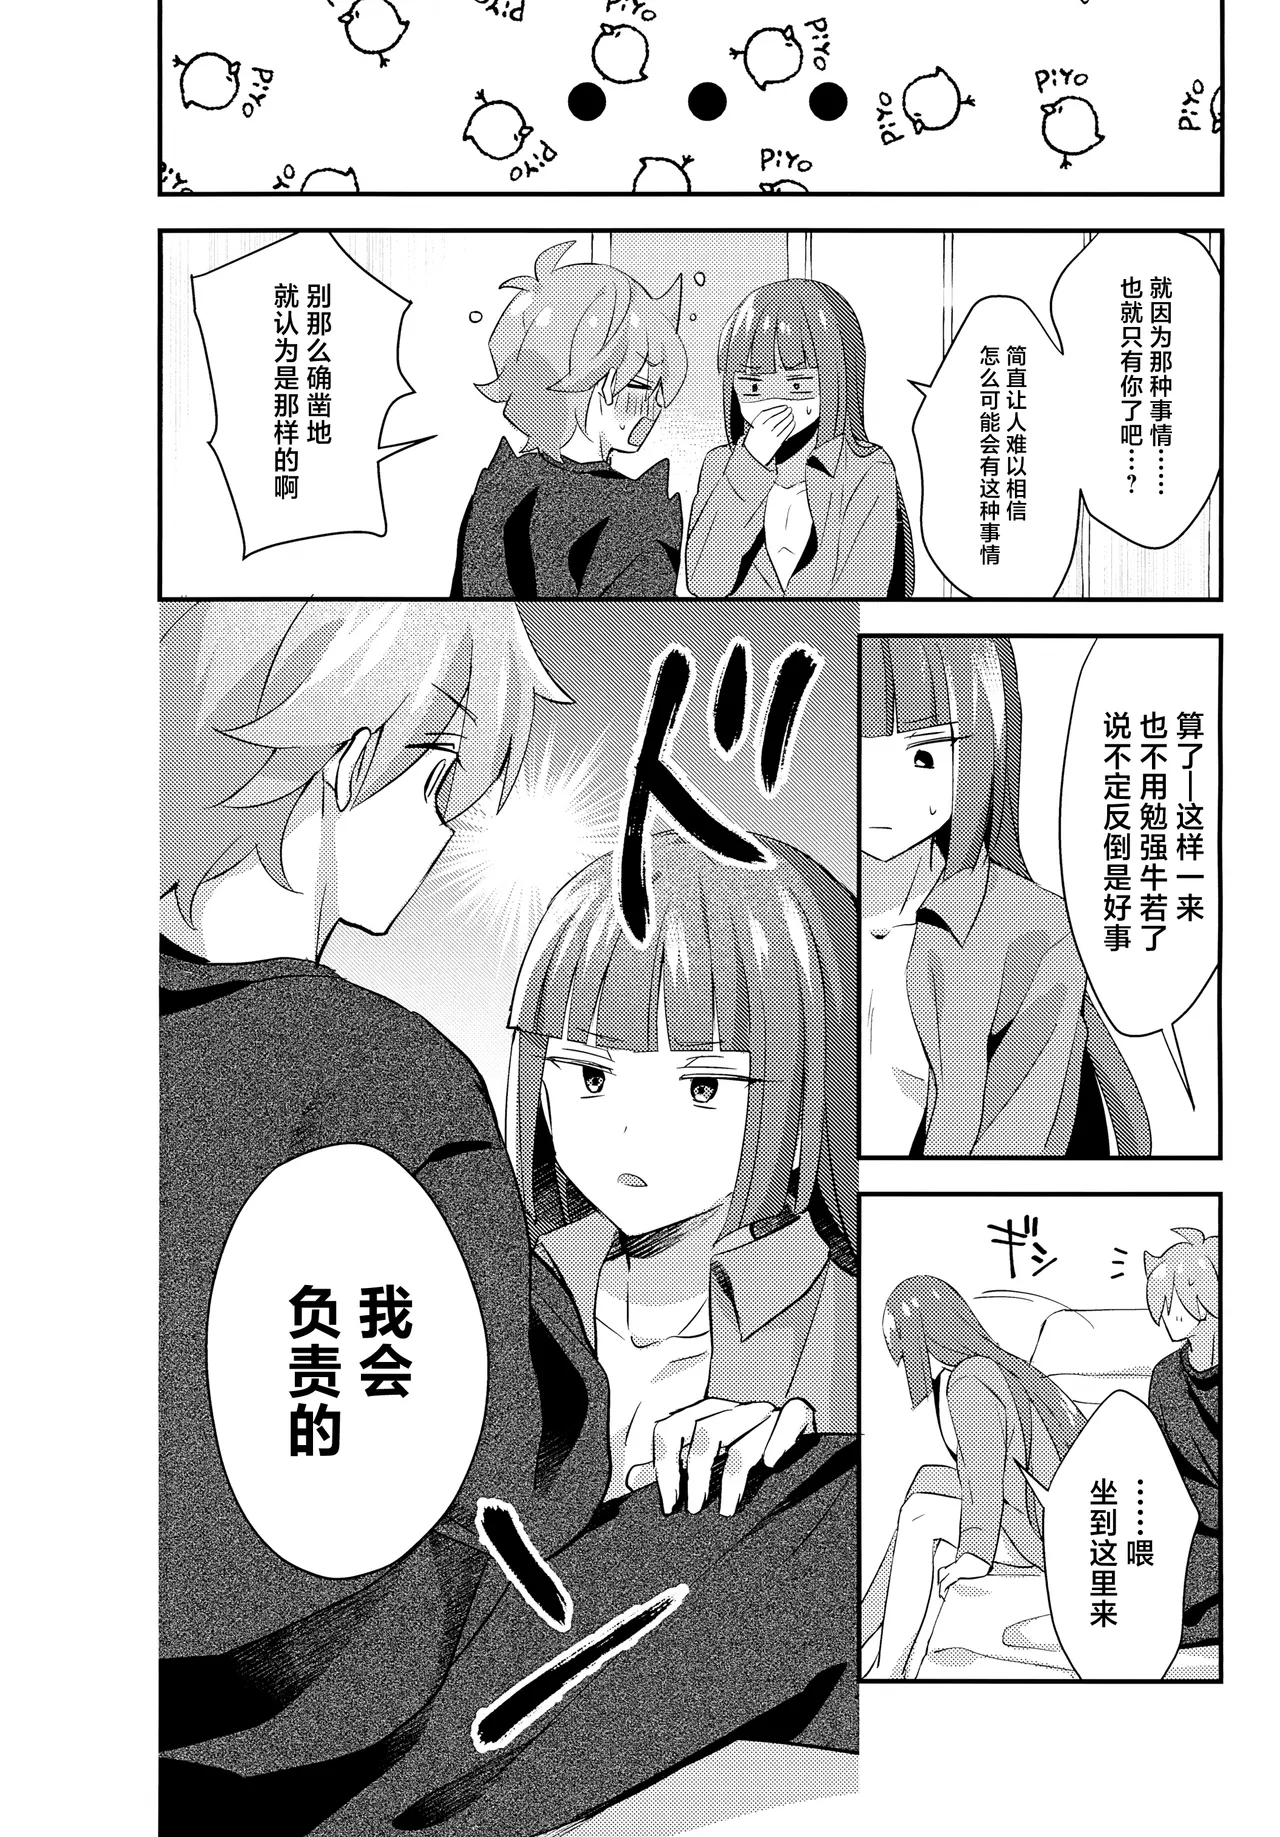 PiYO
PiYO
PiYO
PiYO
PiYO
PiYO
PiYO
PiYO
PiYO
就因为那种事情……
也就只有你了吧…?
简直让人难以相信
怎么可能会有这种事情
别那么确凿地
就认为是那样的啊
算了—这样一来
也不用勉强牛若了
说不定反倒是好事
ギシ
……喂
坐到这里来
ドン
我会
负责的